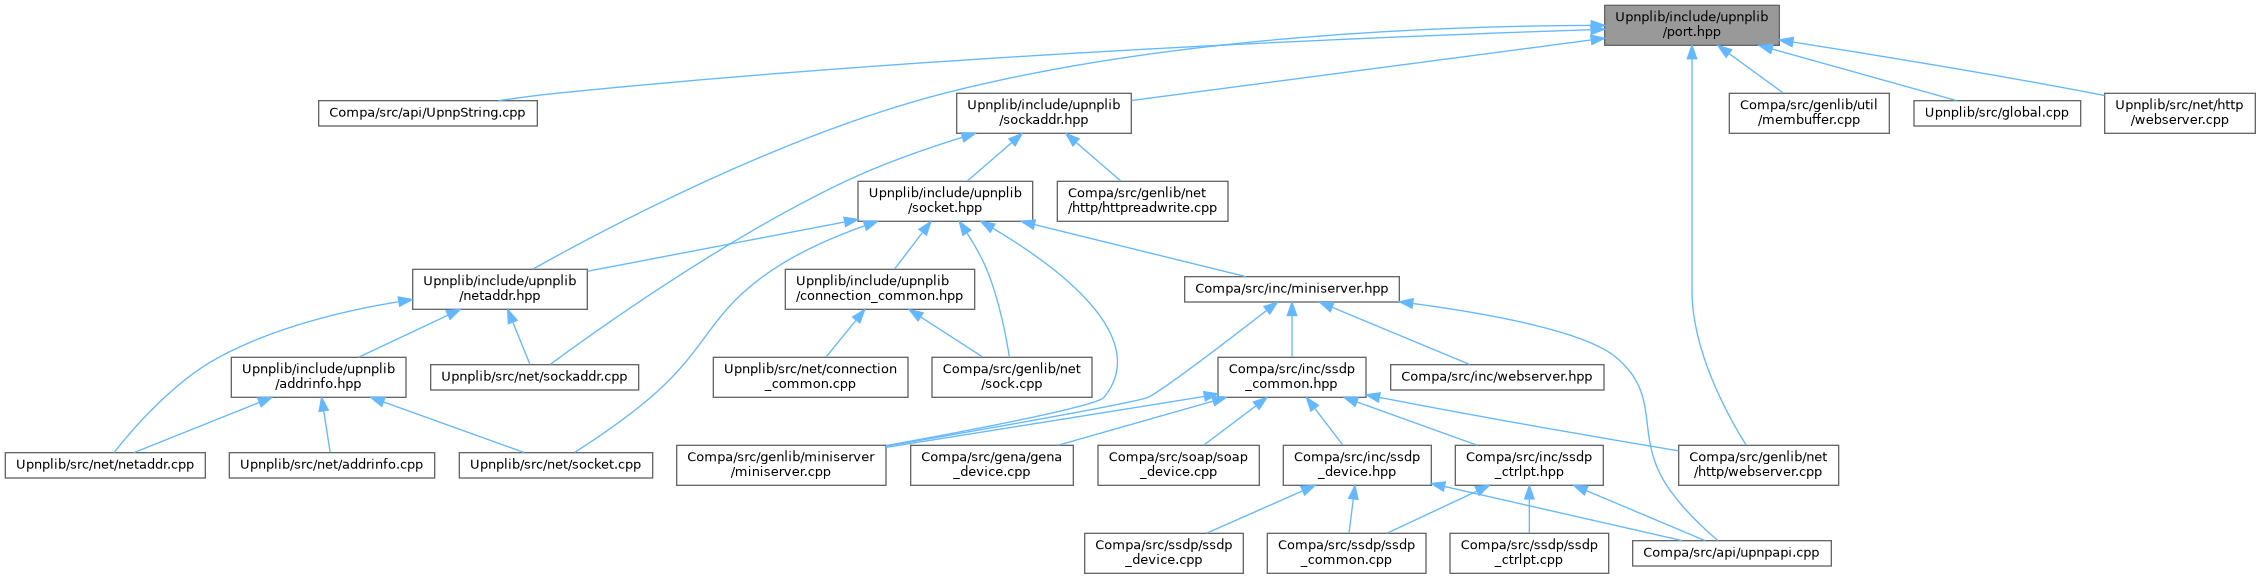 Upnplib/include/upnplib
/port.hpp
Compa/src/api/UpnpString.cpp
Upnplib/include/upnplib
/sockaddr.hpp
Compa/src/genlib/util
/membuffer.cpp
Upnplib/src/global.cpp
Upnplib/src/net/http
/webserver.cpp
Upnplib/include/upnplib
/socket.hpp
Compa/src/genlib/net
/http/httpreadwrite.cpp
Upnplib/include/upnplib
/netaddr.hpp
Upnplib/include/upnplib
/connection_common.hpp
Compa/src/inc/miniserver.hpp
Upnplib/include/upnplib
/addrinfo.hpp
Upnplib/src/net/sockaddr.cpp
Upnplib/src/net/connection
_common.cpp
Compa/src/genlib/net
/sock.cpp
Compa/src/inc/ssdp
_common.hpp
Compa/src/inc/webserver.hpp
Upnplib/src/net/netaddr.cpp
Upnplib/src/net/addrinfo.cpp
Upnplib/src/net/socket.cpp
Compa/src/genlib/miniserver
/miniserver.cpp
Compa/src/gena/gena
_device.cpp
Compa/src/soap/soap
_device.cpp
Compa/src/inc/ssdp
_device.hpp
Compa/src/inc/ssdp
_ctrlpt.hpp
Compa/src/genlib/net
/http/webserver.cpp
Compa/src/ssdp/ssdp
_device.cpp
Compa/src/ssdp/ssdp
_common.cpp
Compa/src/ssdp/ssdp
_ctrlpt.cpp
Compa/src/api/upnpapi.cpp